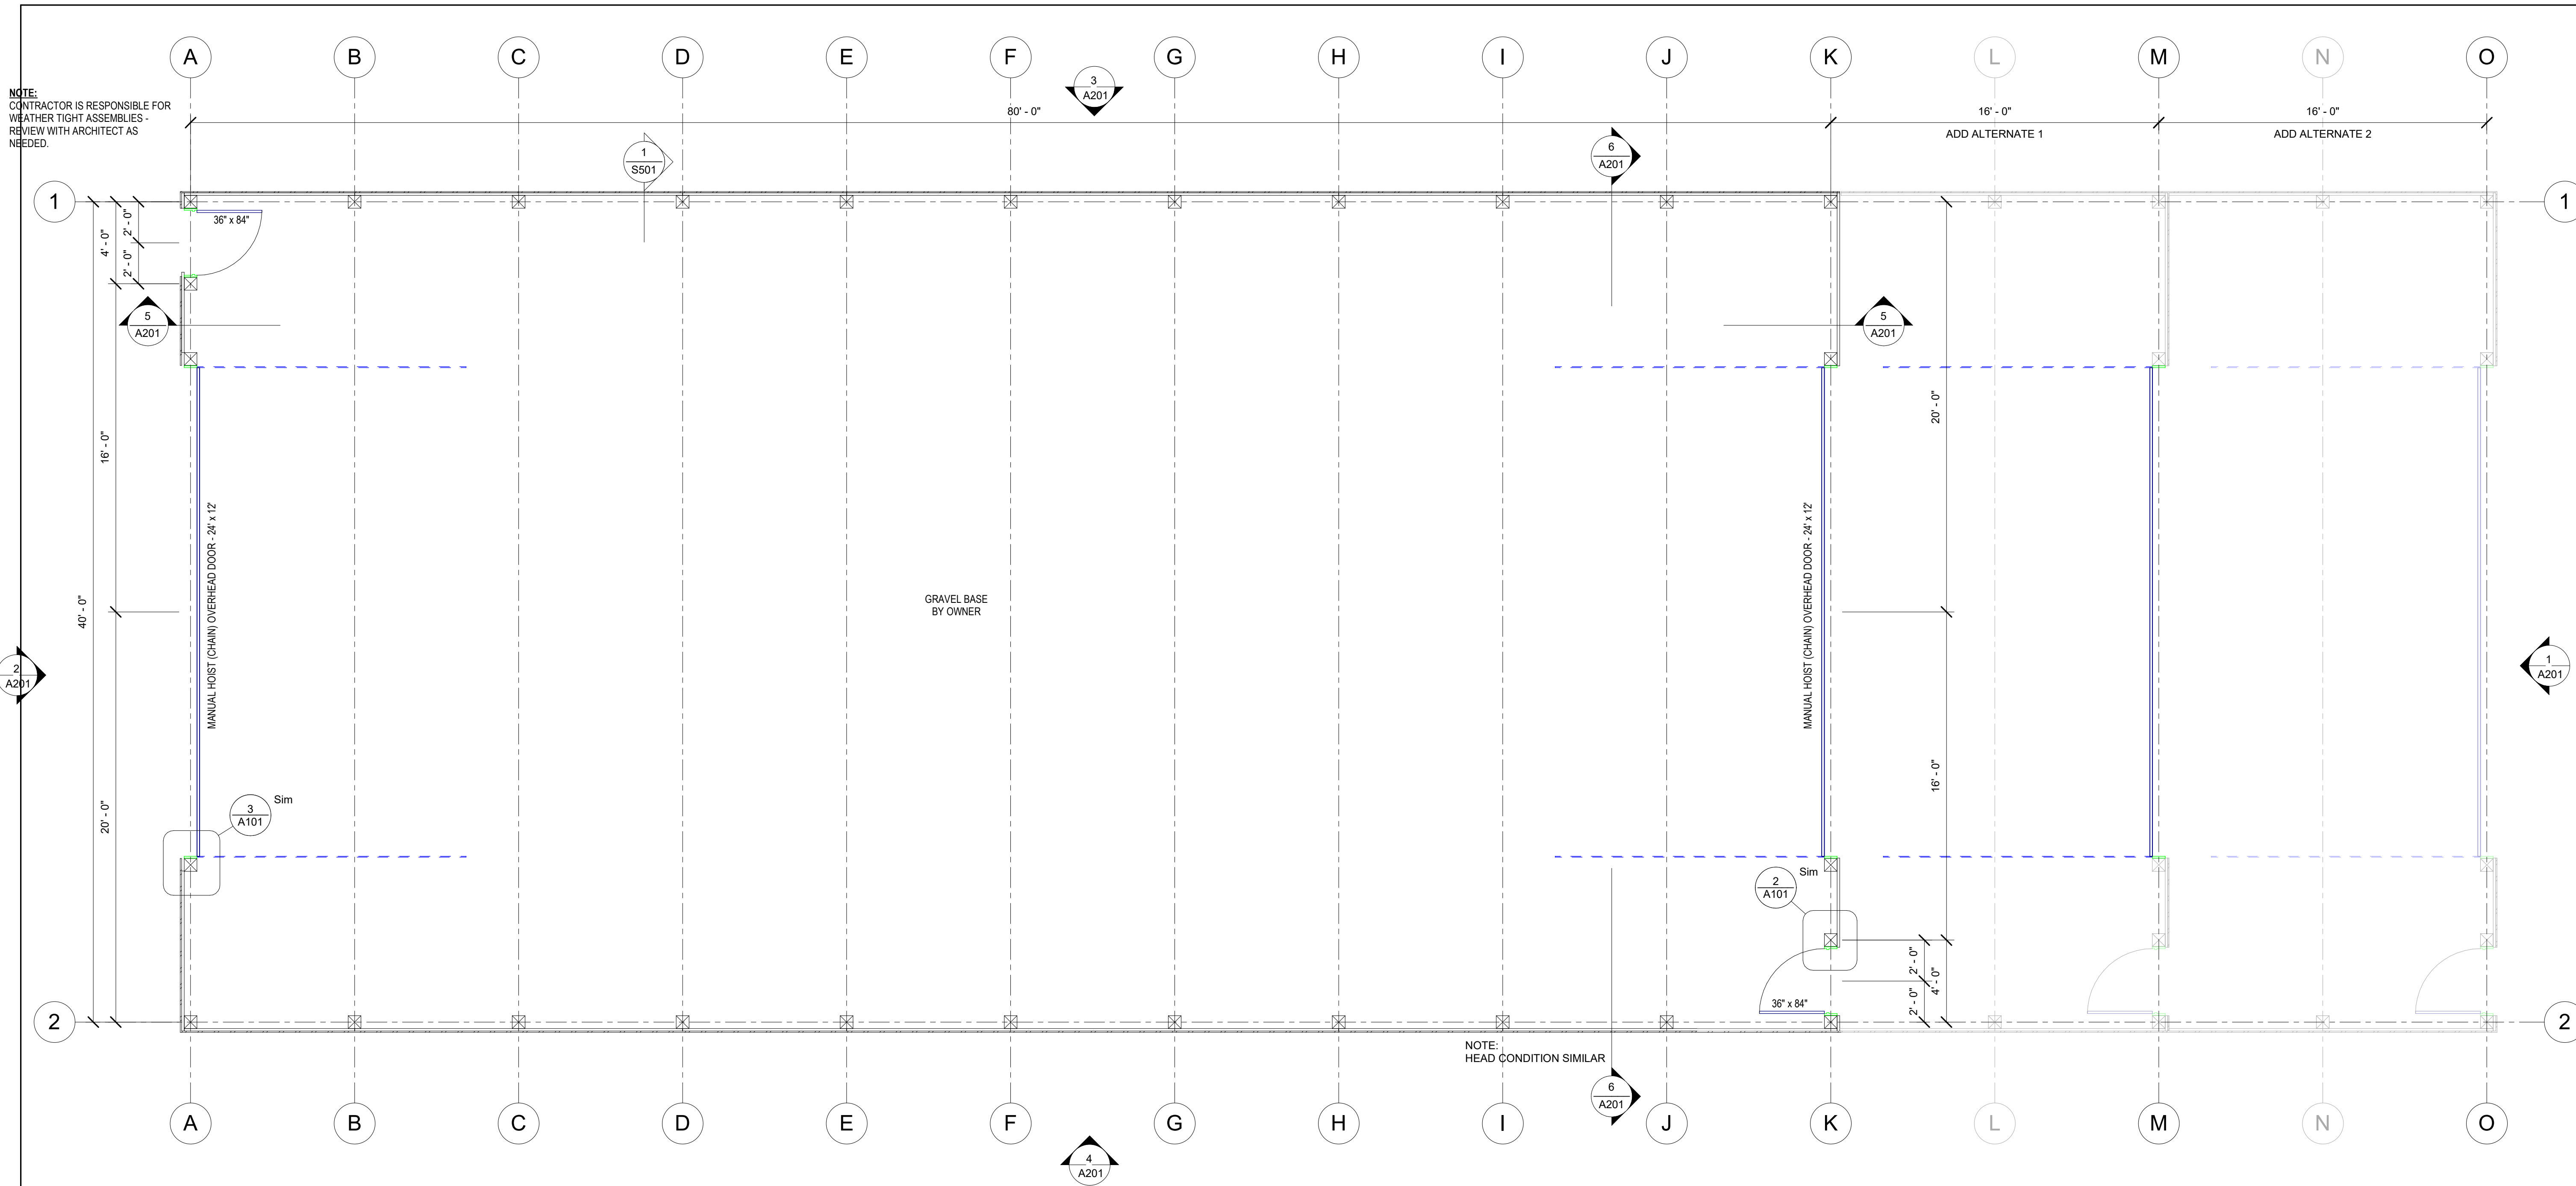 A B C D E F G H I J K L M N O
3
A201
NOTE:
CONTRACTOR IS RESPONSIBLE FOR
WEATHER TIGHT ASSEMBLIES -
REVIEW WITH ARCHITECT AS
NEEDED.
80' - 0"
16' - 0"
16' - 0"
ADD ALTERNATE 1
ADD ALTERNATE 2
1
S501
6
A201
1
1
36" x 84"
2' - 0"
4' - 0"
2' - 0"
5
A201
5
A201
20' - 0"
16' - 0"
MANUAL HOIST (CHAIN) OVERHEAD DOOR - 24' x 12'
MANUAL HOIST (CHAIN) OVERHEAD DOOR - 24' x 12'
40' - 0"
GRAVEL BASE
BY OWNER
2
A201
1
A201
16' - 0"
20' - 0"
3
A101
Sim
2
A101
Sim
2' - 0"
4' - 0"
2' - 0"
36" x 84"
2
2
NOTE:
HEAD CONDITION SIMILAR
6
A201
A B C D E F G H I J K L M N O
4
A201